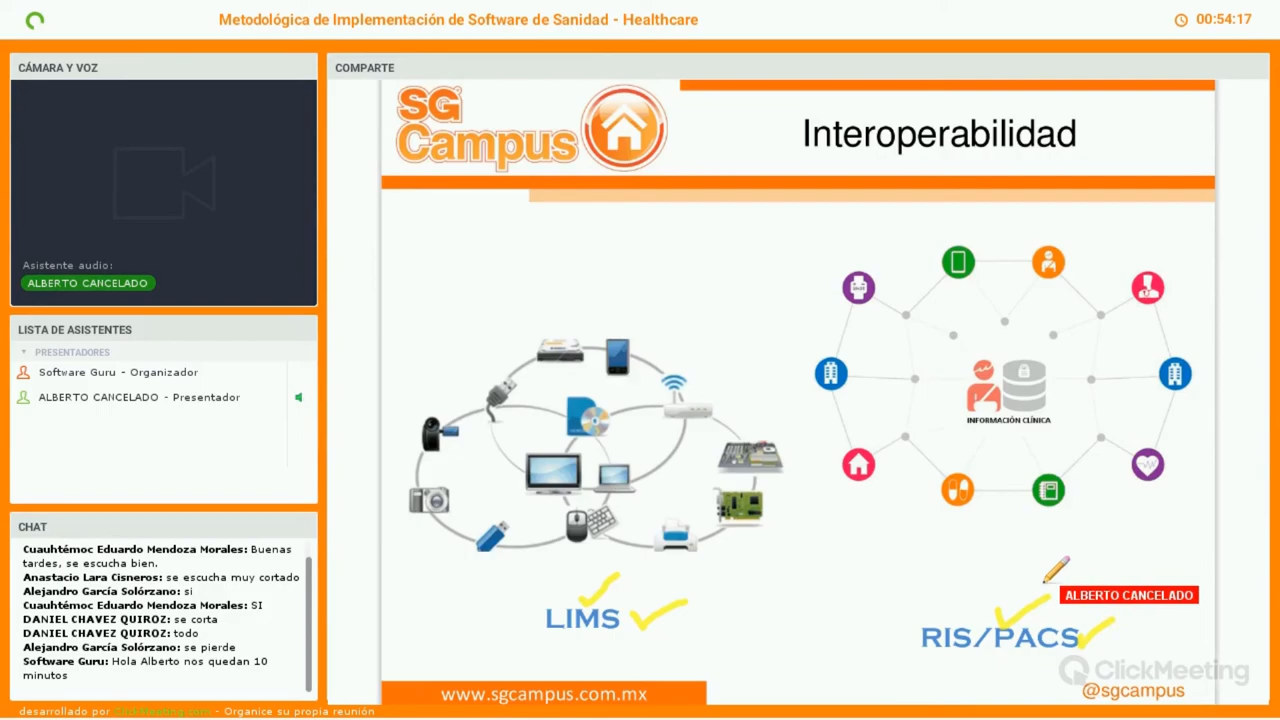 Metodológica de Implementación de Software de Sanidad - Healthcare
00:54:17
CÁMARA Y VOZ
Asistente audio:
ALBERTO CANCELADO
LISTA DE ASISTENTES
PRESENTADORES
Software Guru - Organizador
ALBERTO CANCELADO - Presentador
CHAT
Cuauhtémoc Eduardo Mendoza Morales: Buenas
tardes, se escucha bien.
Anastacio Lara Cisneros: se escucha muy cortado
Alejandro García Solórzano: si
Cuauhtémoc Eduardo Mendoza Morales: SI
DANIEL CHAVEZ QUIROZ: se corta
DANIEL CHAVEZ QUIROZ: todo
Alejandro García Solórzano: se pierde
Software Guru: Hola Alberto nos quedan 10
minutos
COMPARTE
SG
Campus
Interoperabilidad
INFORMACIÓN CLÍNICA
LIMS
ALBERTO CANCELADO
RIS/PACS
ClickMeeting
www.sgcampus.com.mx
@sgcampus
desarrollado por ClickMeeting.com - Organice su propia reunión